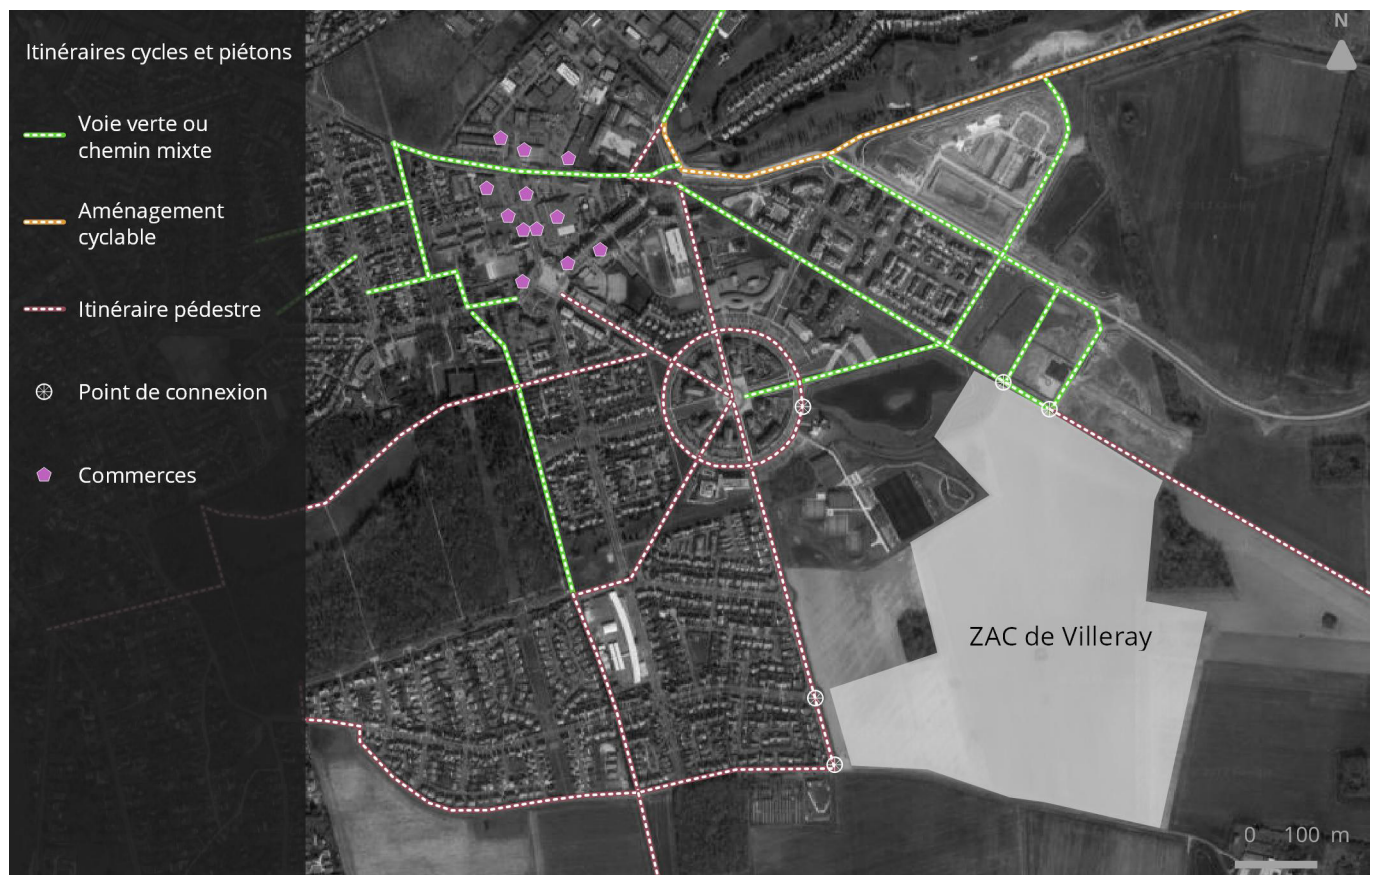 Itinéraires cycles et piétons
Voie verte ou
chemin mixte
Aménagement
cyclable
Itinéraire pédestre
Point de connexion
Commerces
N
ZAC de Villeray
0 100 m